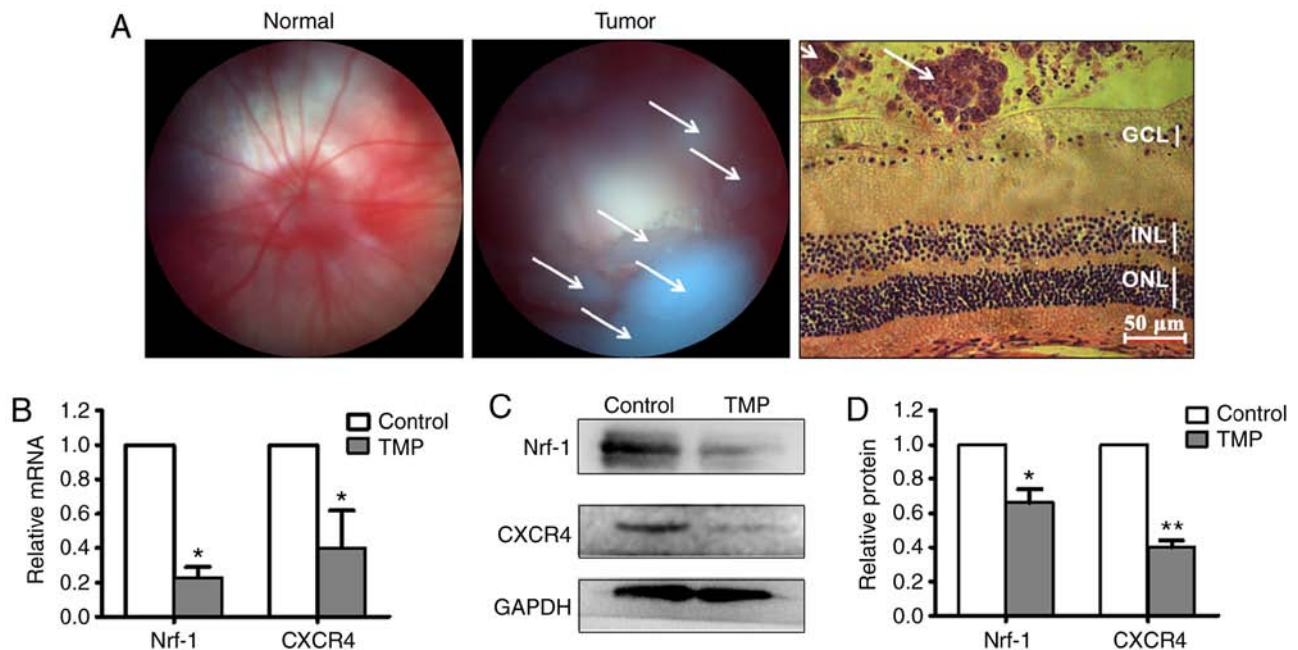 A
Normal
Tumor
GCL
INL
ONL
50 µm
B
Relative mRNA
1.2
1.0
0.8
0.6
0.4
0.2
0.0
*
*
Control
TMP
Nrf-1
CXCR4
C
Control
TMP
Nrf-1
CXCR4
GAPDH
D
Relative protein
1.2
1.0
0.8
0.6
0.4
0.2
0.0
*
**
Control
TMP
Nrf-1
CXCR4